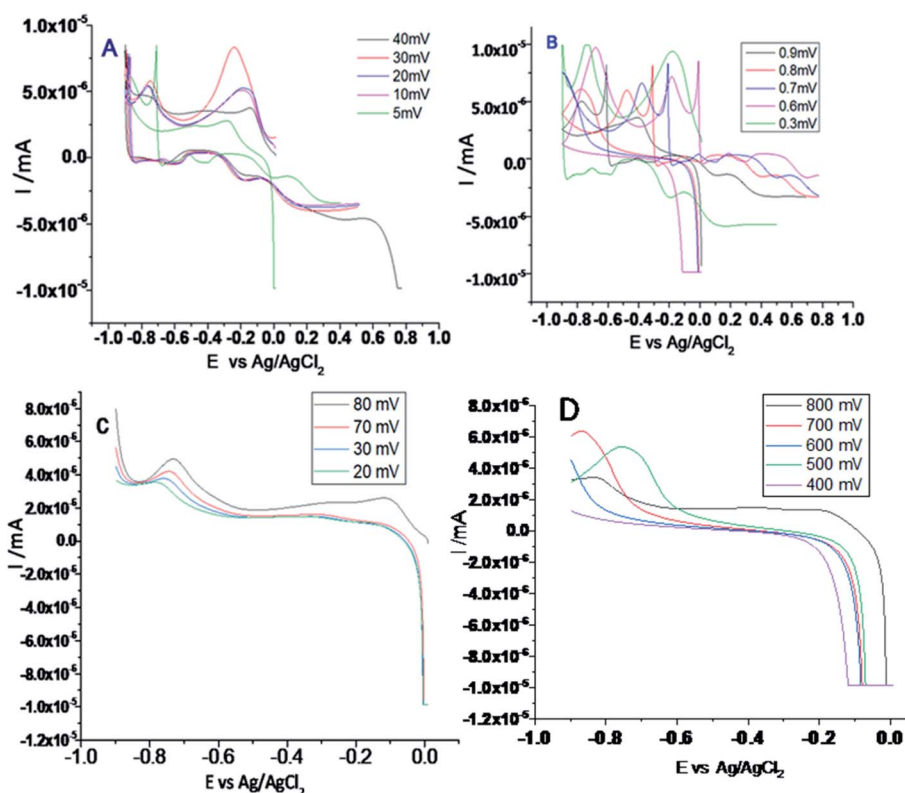 A
1.0x10⁻⁵
5.0x10⁻⁶
0.0
-5.0x10⁻⁶
-1.0x10⁻⁵
I /mA
40mV
30mV
20mV
10mV
5mV
-1.0 -0.8 -0.6 -0.4 -0.2 0.0 0.2 0.4 0.6 0.8 1.0
E vs Ag/AgCl₂
B
1.0x10⁻⁵
5.0x10⁻⁶
0.0
-5.0x10⁻⁶
-1.0x10⁻⁵
I /mA
0.9mV
0.8mV
0.7mV
0.6mV
0.3mV
-1.0 -0.8 -0.6 -0.4 -0.2 0.0 0.2 0.4 0.6 0.8 1.0
E vs Ag/AgCl₂
C
8.0x10⁻⁵
6.0x10⁻⁵
4.0x10⁻⁵
2.0x10⁻⁵
0.0
-2.0x10⁻⁵
-4.0x10⁻⁵
-6.0x10⁻⁵
-8.0x10⁻⁵
-1.0x10⁻⁵
-1.2x10⁻⁵
I /mA
80 mV
70 mV
30 mV
20 mV
-1.0 -0.8 -0.6 -0.4 -0.2 0.0
E vs Ag/AgCl₂
D
8.0x10⁻⁶
6.0x10⁻⁶
4.0x10⁻⁶
2.0x10⁻⁶
0.0
-2.0x10⁻⁶
-4.0x10⁻⁶
-6.0x10⁻⁶
-8.0x10⁻⁶
-1.0x10⁻⁵
-1.2x10⁻⁵
I /mA
800 mV
700 mV
600 mV
500 mV
400 mV
-1.0 -0.8 -0.6 -0.4 -0.2 0.0
E vs Ag/AgCl₂